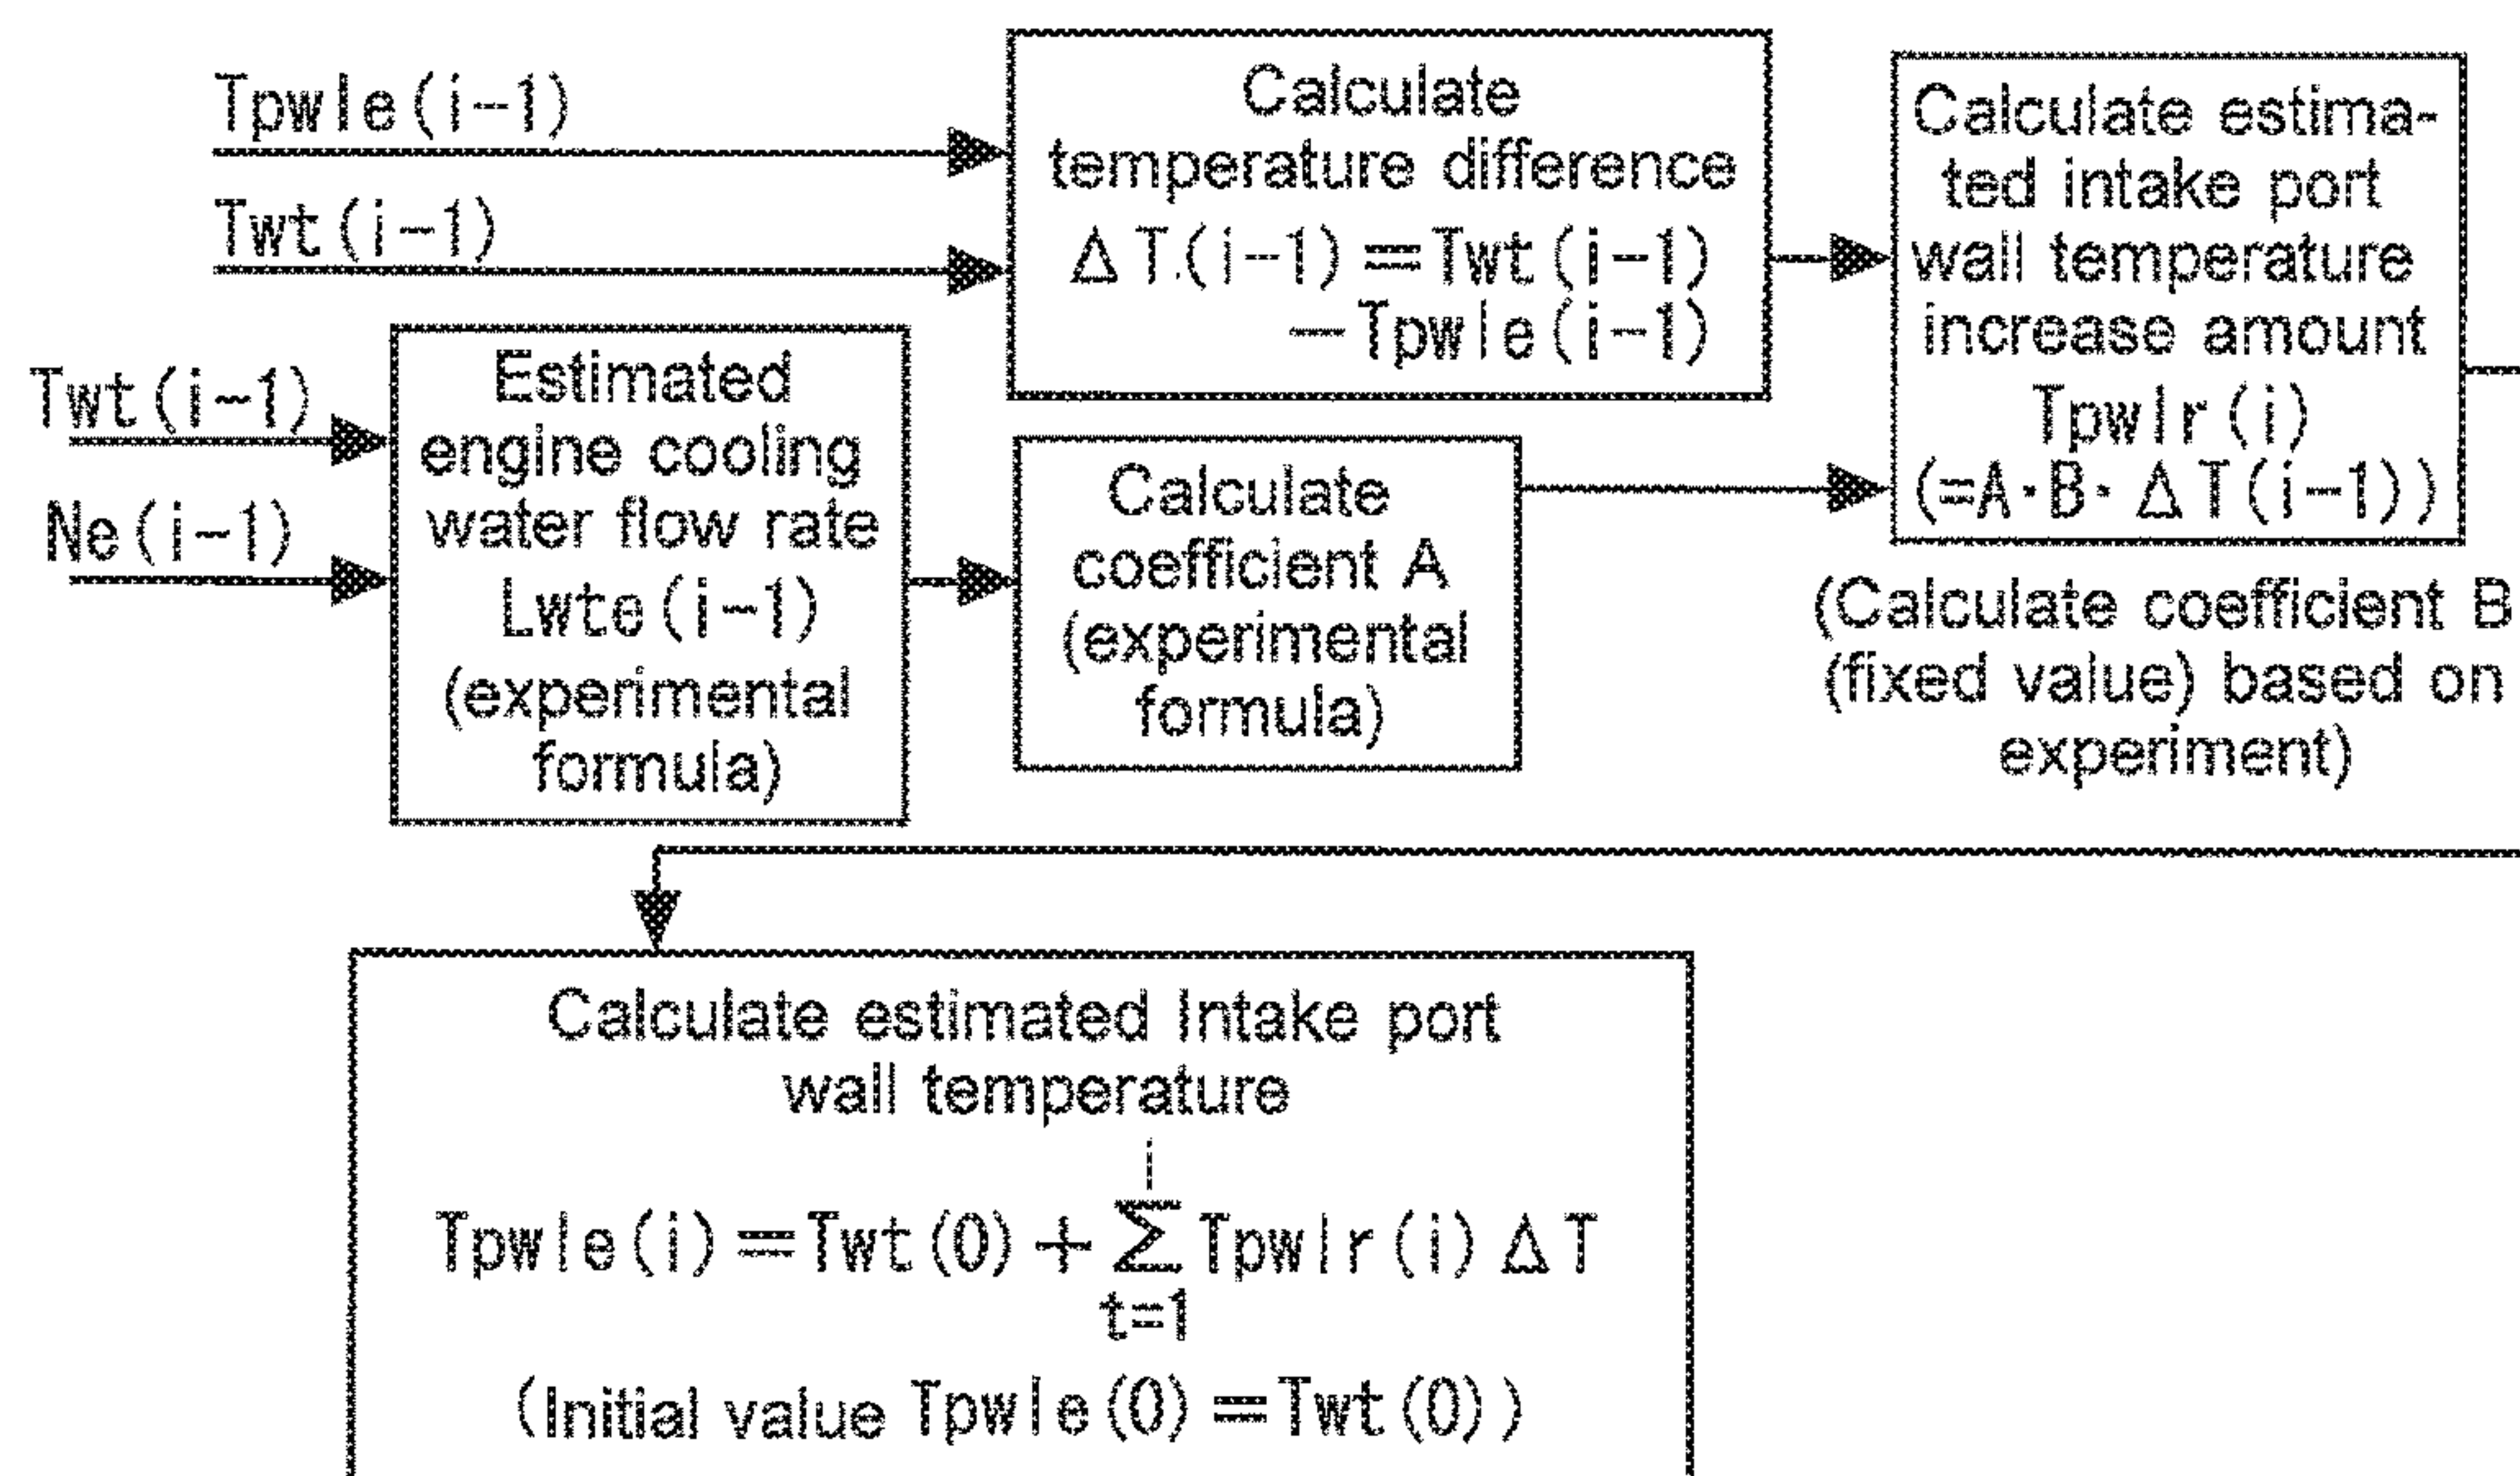 Tpwle(i-1)
Twt(i-1)
Calculate
temperature difference
ΔT.(i-1)=Twt(i-1)
-Tpwle(i-1)
Calculate estima-
ted intake port
wall temperature
increase amount
Tpwlr(i)
(=A·B·ΔT(i-1))
Twt(i-1)
Ne(i-1)
Estimated
engine cooling
water flow rate
Lwte(i-1)
(experimental
formula)
Calculate
coefficient A
(experimental
formula)
(Calculate coefficient B
(fixed value) based on
experiment)
Calculate estimated Intake port
wall temperature
i
Tpwle(i)=Twt(0)+ΣTpwlr(i)ΔT
t=1
(Initial value Tpwle(0)=Twt(0))